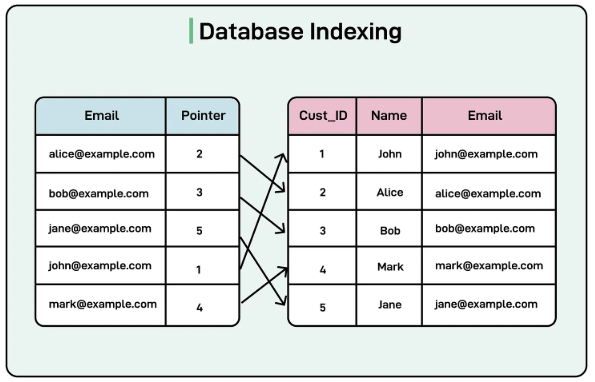 Database Indexing
Email Pointer
alice@example.com 2
bob@example.com 3
jane@example.com 5
john@example.com 1
mark@example.com 4
Cust_ID Name Email
1 John john@example.com
2 Alice alice@example.com
3 Bob bob@example.com
4 Mark mark@example.com
5 Jane jane@example.com